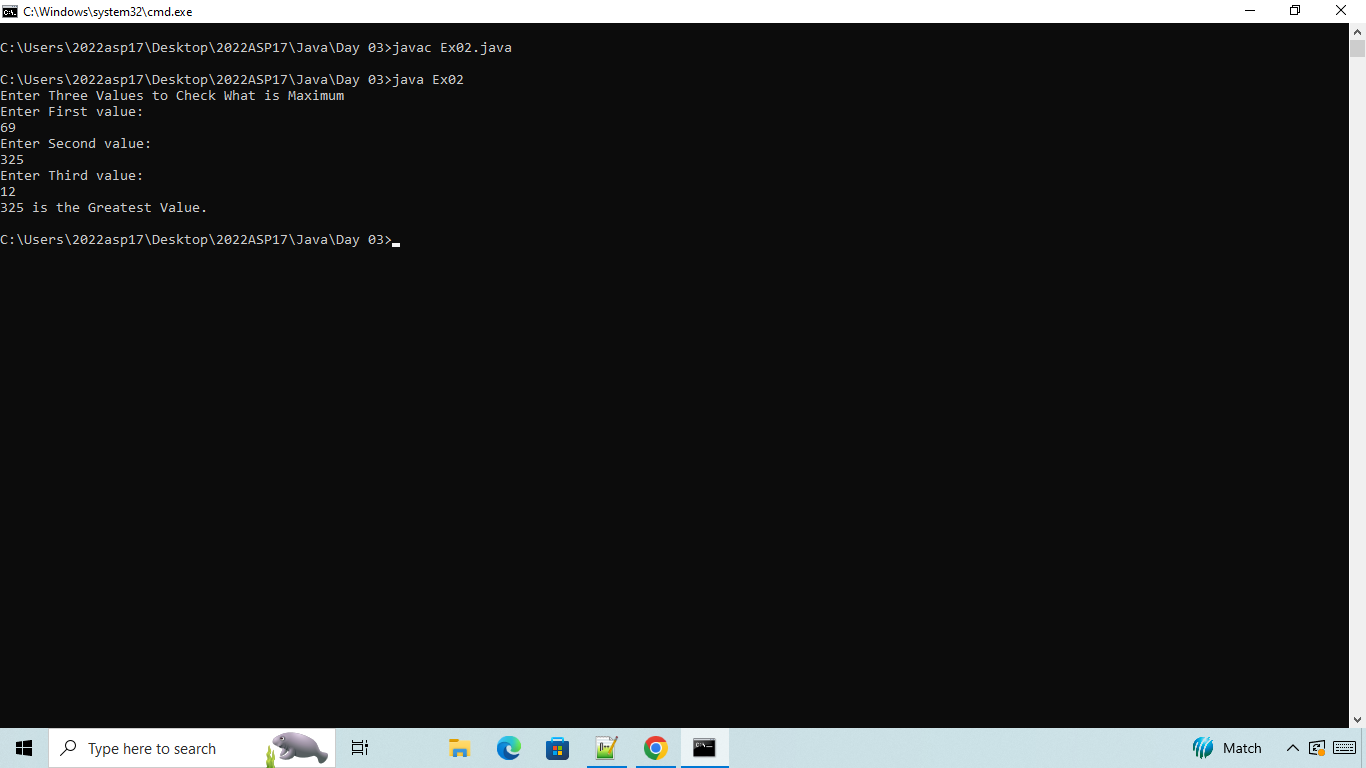 C:\Windows\system32\cmd.exe
C:\Users\2022asp17\Desktop\2022ASP17\Java\Day 03>javac Ex02.java
C:\Users\2022asp17\Desktop\2022ASP17\Java\Day 03>java Ex02
Enter Three Values to Check What is Maximum
Enter First value:
69
Enter Second value:
325
Enter Third value:
12
325 is the Greatest Value.
C:\Users\2022asp17\Desktop\2022ASP17\Java\Day 03>
Type here to search
Match